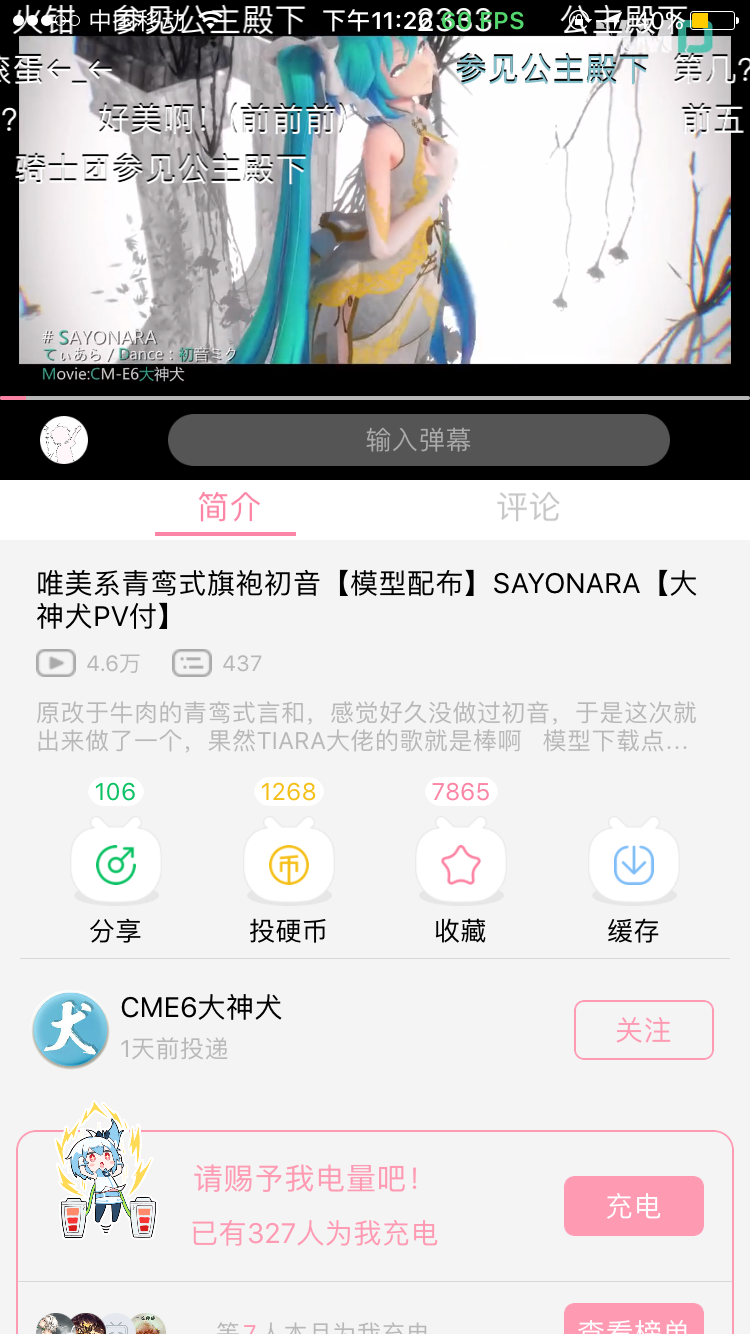 火钳
参见公主殿下
下午11:26
60 FPS
2333
公主殿下
40%
滚蛋←_←
参见公主殿下
第几?
?
好美啊!(前前前)
前五
骑士团参见公主殿下
# SAYONARA
てぃあら / Dance : 初音ミク
Movie:CM-E6大神犬
输入弹幕
简介
评论
唯美系青鸾式旗袍初音【模型配布】SAYONARA【大
神犬PV付】
4.6万
437
原改于牛肉的青鸾式言和，感觉好久没做过初音，于是这次就
出来做了一个，果然TIARA大佬的歌就是棒啊 模型下载点...
106
1268
7865
币
分享
投硬币
收藏
缓存
犬
CME6大神犬
1天前投递
关注
请赐予我电量吧!
已有327人为我充电
充电
第7人本月为我充电
查看榜单